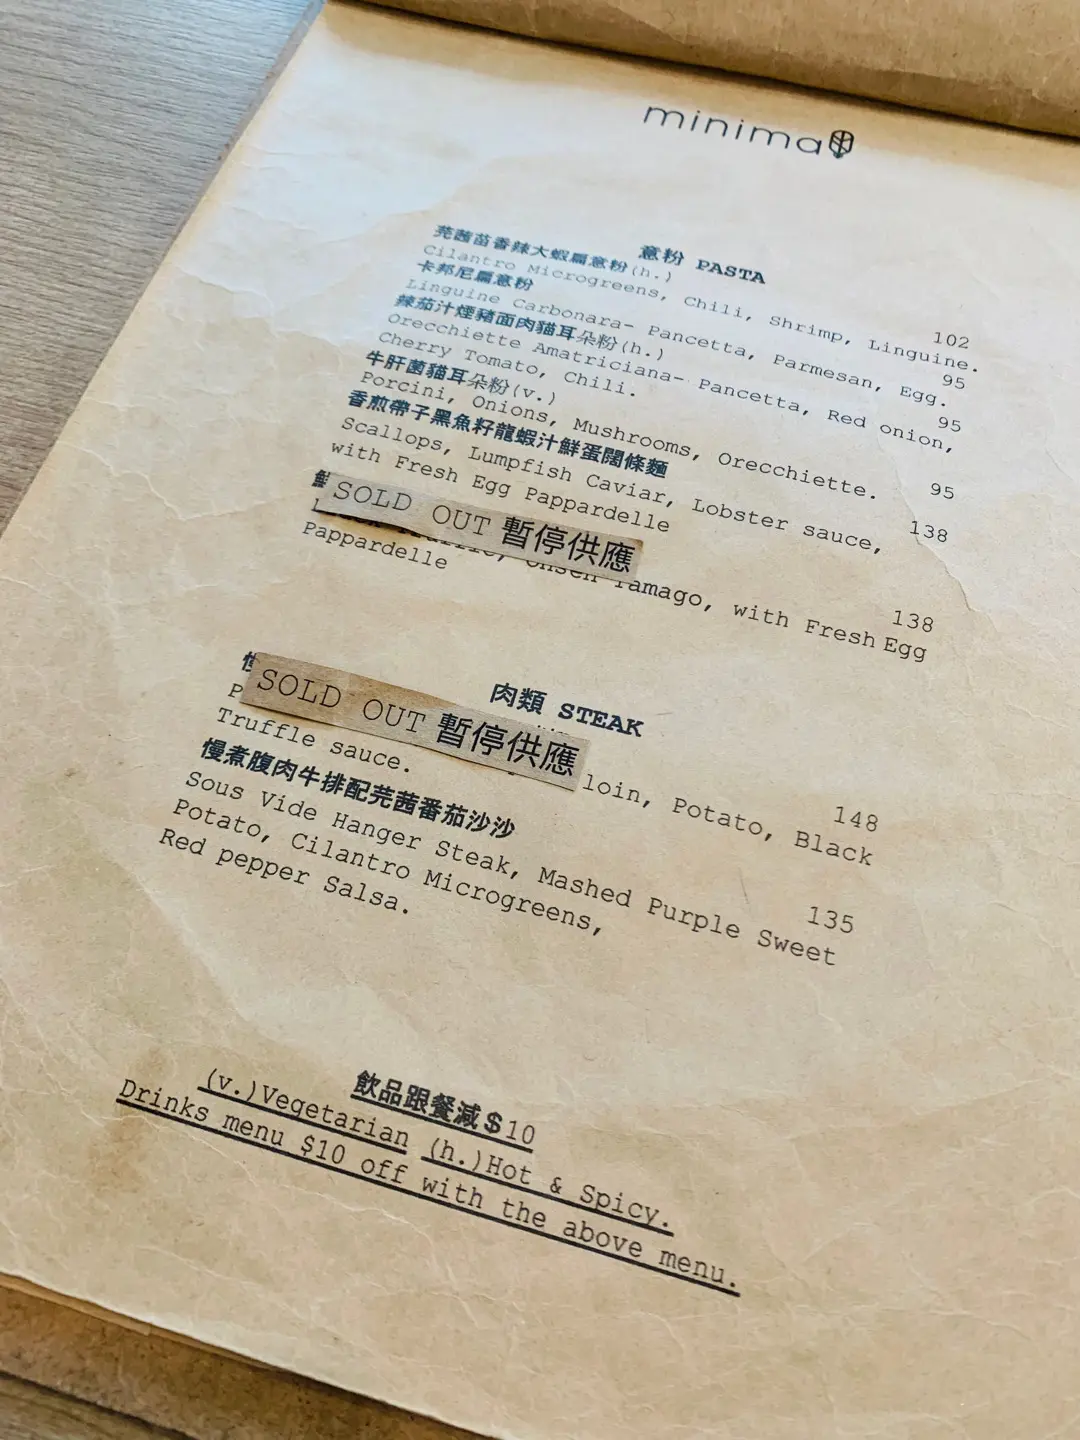 minima
意粉 PASTA
芫茜苗香辣大蝦扁意粉(h.) 102
Cilantro Microgreens, Chili, Shrimp, Linguine.
卡邦尼扁意粉 95
Linguine Carbonara- Pancetta, Parmesan, Egg.
辣茄汁煙豬面肉貓耳朵粉(h.) 95
Orecchiette Amatriciana- Pancetta, Red onion,
Cherry Tomato, Chili.
牛肝菌貓耳朵粉(v.) 95
Porcini, Onions, Mushrooms, Orecchiette.
香煎帶子黑魚籽龍蝦汁鮮蛋闊條麵 138
Scallops, Lumpfish Caviar, Lobster sauce,
with Fresh Egg Pappardelle
SOLD OUT 暫停供應 138
Truffle, Onsen Tamago, with Fresh Egg
Pappardelle
肉類 STEAK
SOLD OUT 暫停供應 148
loin, Potato, Black
Truffle sauce.
慢煮腹肉牛排配芫茜番茄沙沙 135
Sous Vide Hanger Steak, Mashed Purple Sweet
Potato, Cilantro Microgreens,
Red pepper Salsa.
飲品跟餐減$10
(v.)Vegetarian (h.)Hot & Spicy.
Drinks menu $10 off with the above menu.